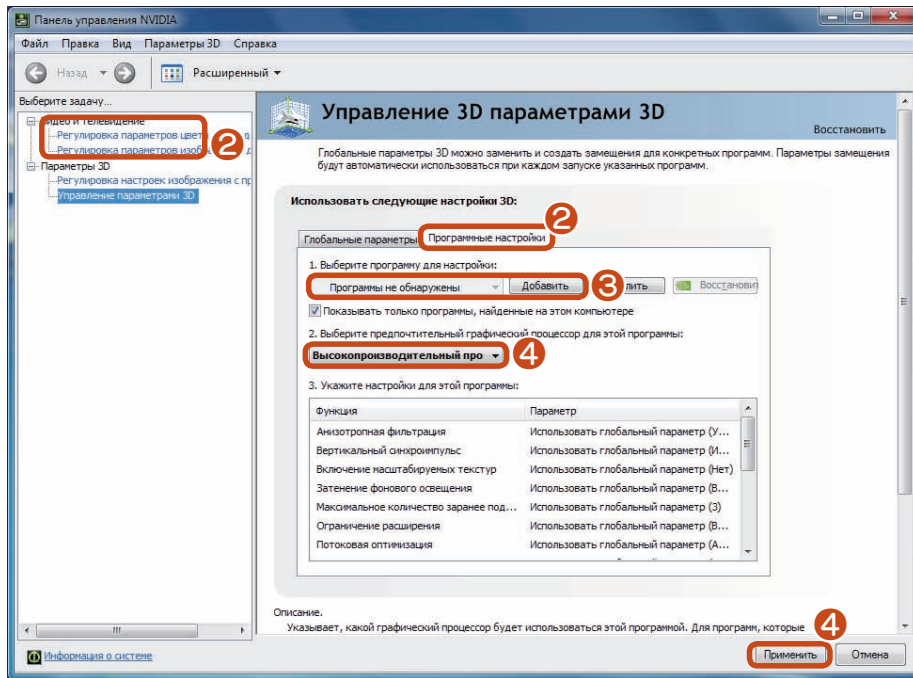 Панель управления NVIDIA
Файл Правка Вид Параметры 3D Справка
Назад Расширенный
Выберите задачу...
Видео и телевидение
Регулировка параметров цвета
Регулировка параметров изоб
2
Параметры 3D
Регулировка настроек изображения с пр
Управление параметрами 3D
Управление 3D параметрами 3D
Восстановить
Глобальные параметры 3D можно заменить и создать замещения для конкретных программ. Параметры замещения
будут автоматически использоваться при каждом запуске указанных программ.
Использовать следующие настройки 3D:
2
Глобальные параметры Программные настройки
1. Выберите программу для настройки:
Программы не обнаружены Добавить 3 лить Восстанови
Показывать только программы, найденные на этом компьютере
2. Выберите предпочтительный графический процессор для этой программы:
Высокопроизводительный про 4
3. Укажите настройки для этой программы:
Функция Параметр
Анизотропная фильтрация Использовать глобальный параметр (У...
Вертикальный синхроимпульс Использовать глобальный параметр (И...
Включение масштабируемых текстур Использовать глобальный параметр (Нет)
Затенение фонового освещения Использовать глобальный параметр (В...
Максимальное количество заранее под... Использовать глобальный параметр (3)
Ограничение расширения Использовать глобальный параметр (В...
Потоковая оптимизация Использовать глобальный параметр (А...
Описание.
Указывает, какой графический процессор будет использоваться этой программой. Для программ, которые
4
Информация о системе
Применить Отмена